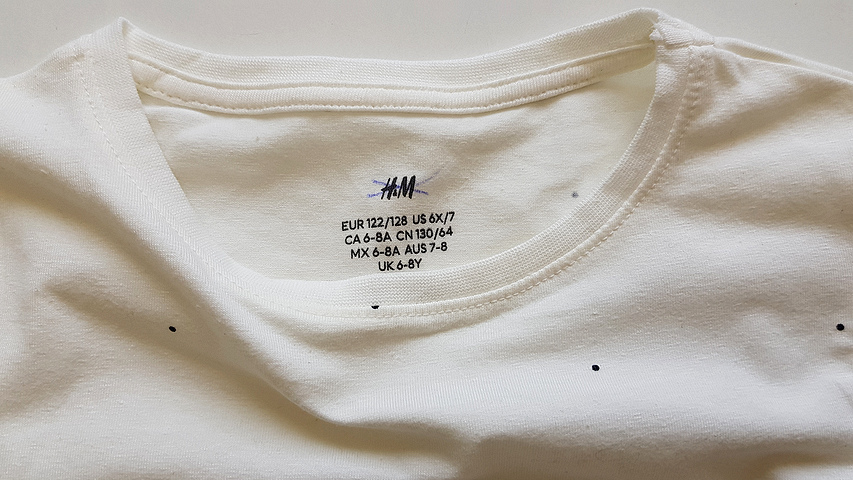 H&M
EUR 122/128 US 6X/7
CA 6-8A CN 130/64
MX 6-8A AUS 7-8
UK 6-8Y